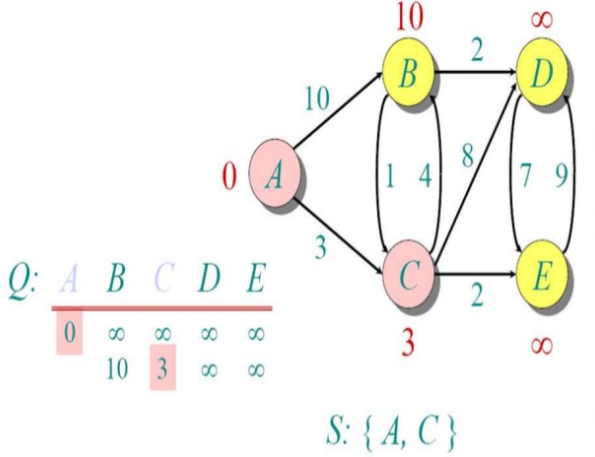 10 ∞
B 2 D
10
0 A 1 4 8 7 9
3
C 2 E
3 ∞
Q: A B C D E
0 ∞ ∞ ∞ ∞
10 3 ∞ ∞
S: { A, C }